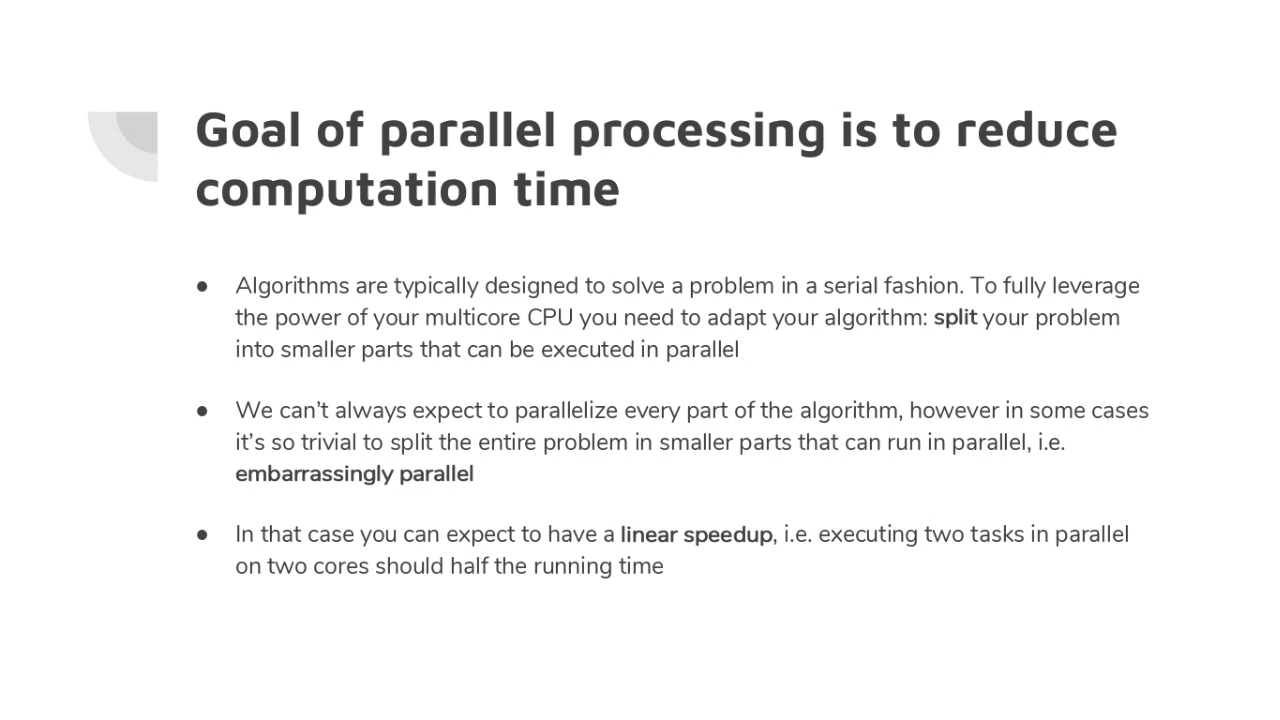 Goal of parallel processing is to reduce
computation time
● Algorithms are typically designed to solve a problem in a serial fashion. To fully leverage
the power of your multicore CPU you need to adapt your algorithm: split your problem
into smaller parts that can be executed in parallel
● We can’t always expect to parallelize every part of the algorithm, however in some cases
it’s so trivial to split the entire problem in smaller parts that can run in parallel, i.e.
embarrassingly parallel
● In that case you can expect to have a linear speedup, i.e. executing two tasks in parallel
on two cores should half the running time